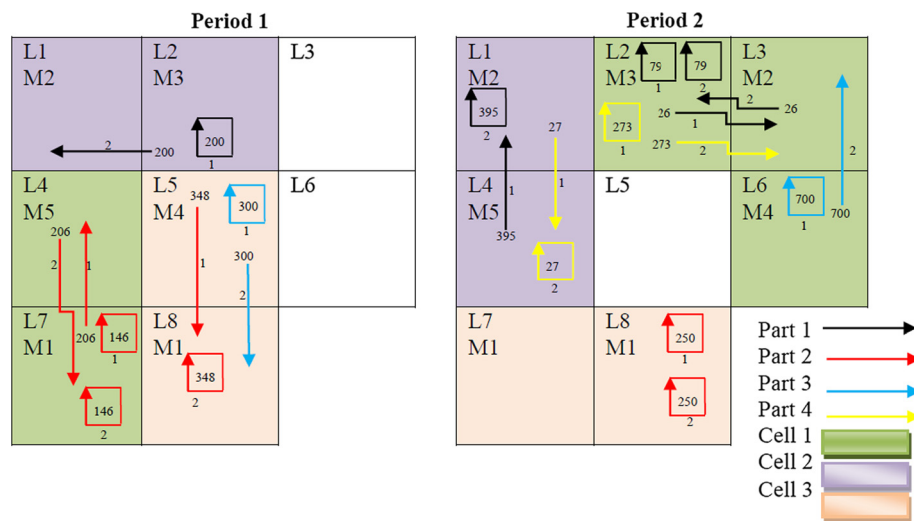 Period 1
L1
M2
L2
M3
L3
200
1
2
200
L4
M5
L5
M4
348
300
1
L6
206
2
1
1
300
2
L7
M1
206
146
1
L8
M1
146
2
348
2
Period 2
L1
M2
L2
M3
79
1
79
2
L3
M2
395
2
27
273
1
26
1
2
26
273
2
2
L4
M5
1
395
1
27
2
L5
L6
M4
700
1
700
L7
M1
L8
M1
250
1
250
2
Part 1
Part 2
Part 3
Part 4
Cell 1
Cell 2
Cell 3